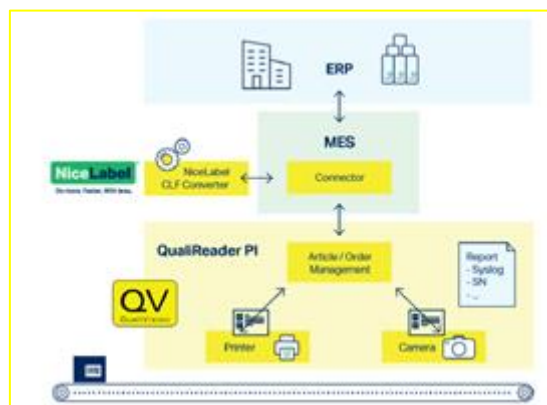 ERP
MES
NiceLabel
NiceLabel
CLF Converter
Connector
QualiReader PI
Article / Order
Management
Report
- Syslog
- SN
- ..
QV
Printer
Camera